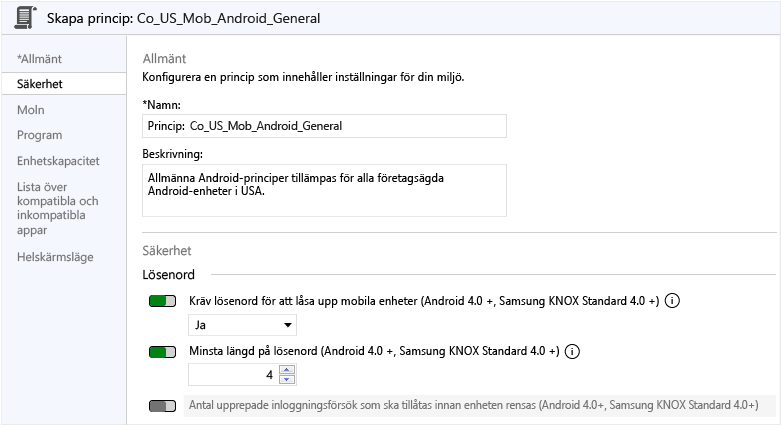 Skapa princip: Co_US_Mob_Android_General
*Allmänt
Säkerhet
Moln
Program
Enhetskapacitet
Lista över
kompatibla och
inkompatibla
appar
Helskärmsläge
Allmänt
Konfigurera en princip som innehåller inställningar för din miljö.
*Namn:
Princip: Co_US_Mob_Android_General
Beskrivning:
Allmänna Android-principer tillämpas för alla företagsägda
Android-enheter i USA.
Säkerhet
Lösenord
Kräv lösenord för att låsa upp mobila enheter (Android 4.0 +, Samsung KNOX Standard 4.0 +)
Ja
Minsta längd på lösenord (Android 4.0 +, Samsung KNOX Standard 4.0 +)
4
Antal upprepade inloggningförsök som ska tillåtas innan enheten rensas (Android 4.0+, Samsung KNOX Standard 4.0+)